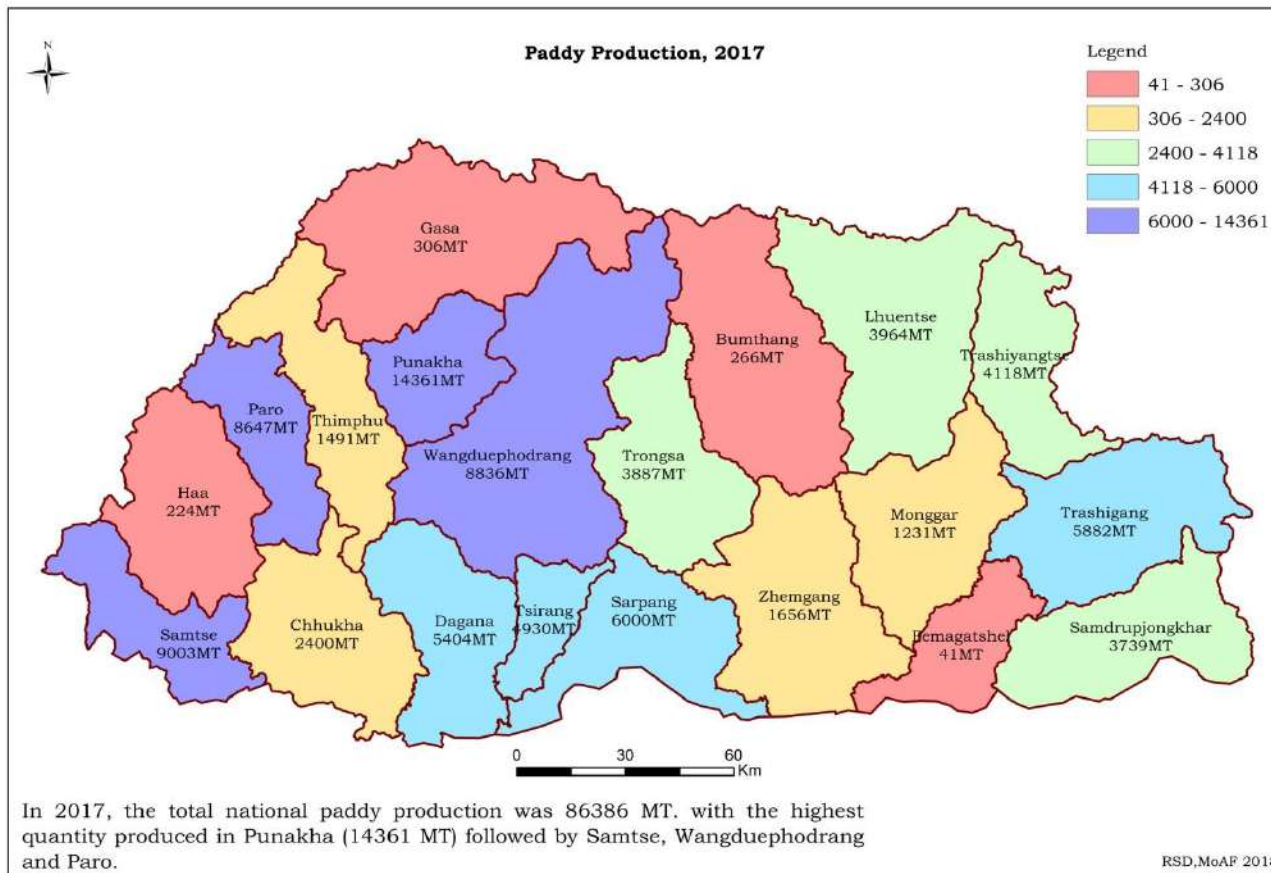 N
Paddy Production, 2017
Legend
41 - 306
306 - 2400
2400 - 4118
4118 - 6000
6000 - 14361
Gasa
306MT
Punakha
14361MT
Bumthang
266MT
Lhuentse
3964MT
Trashiyangtse
4118MT
Paro
8647MT
Thimphu
1491MT
Wangduephodrang
8836MT
Trongsa
3887MT
Haa
224MT
Monggar
1231MT
Trashigang
5882MT
Samtse
9003MT
Chhukha
2400MT
Dagana
5404MT
Tsirang
4930MT
Sarpang
6000MT
Zhemgang
1656MT
Pemagatshel
41MT
Samdrupjongkhar
3739MT
0 30 60
Km
In 2017, the total national paddy production was 86386 MT. with the highest
quantity produced in Punakha (14361 MT) followed by Samtse, Wangduephodrang
and Paro.
RSD,MoAF 2018